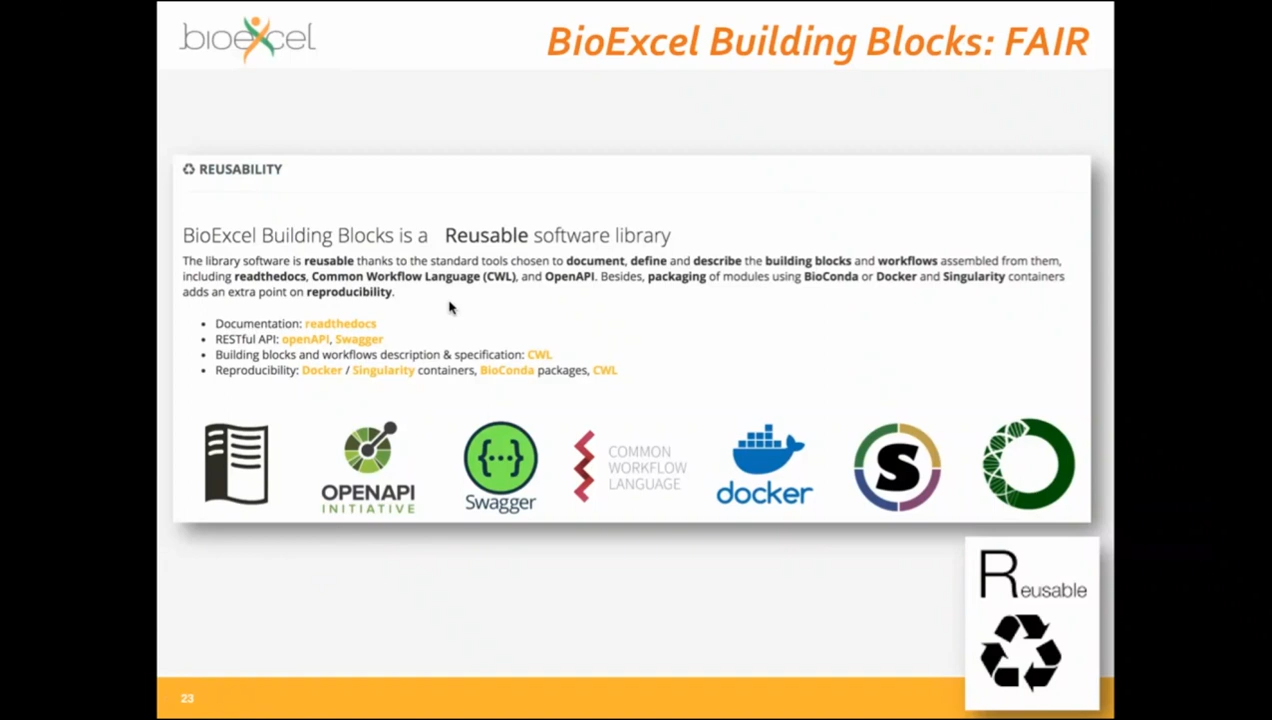 bioexcel
BioExcel Building Blocks: FAIR
REUSABILITY
BioExcel Building Blocks is a Reusable software library
The library software is reusable thanks to the standard tools chosen to document, define and describe the building blocks and workflows assembled from them,
including readthedocs, Common Workflow Language (CWL), and OpenAPI. Besides, packaging of modules using BioConda or Docker and Singularity containers
adds an extra point on reproducibility.
• Documentation: readthedocs
• RESTful API: openAPI, Swagger
• Building blocks and workflows description & specification: CWL
• Reproducibility: Docker / Singularity containers, BioConda packages, CWL
OPENAPI
INITIATIVE
{...}
Swagger
COMMON
WORKFLOW
LANGUAGE
docker
S
Reusable
23